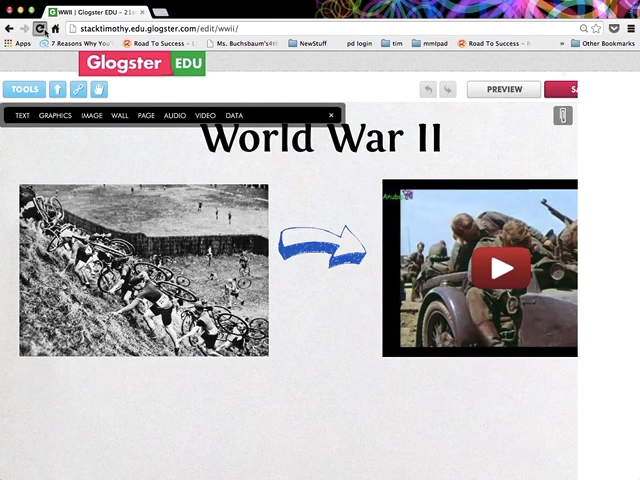 WWII | Glogster EDU - 21st
stacktimothy.edu.glogster.com/edit/wwii/
Apps 7 Reasons Why You Road To Success - L Ms. Buchsbaum's 4th NewStuff pd login tim mmlpad Road To Success - R » Other Bookmarks
Glogster EDU
TOOLS PREVIEW
TEXT GRAPHICS IMAGE WALL PAGE AUDIO VIDEO DATA ×
World War II